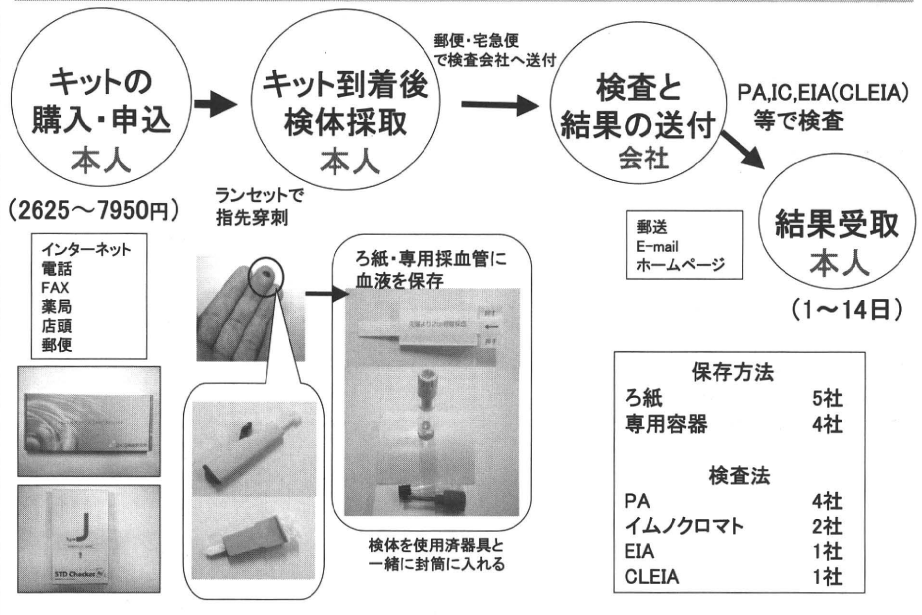 キットの
購入・申込
本人
(2625～7950円)
インターネット
電話
FAX
薬局
店頭
郵便
キット到着後
検体採取
本人
ランセットで
指先穿刺
ろ紙・専用採血管に
血液を保存
検体を使用済器具と
一緒に封筒に入れる
郵便・宅急便
で検査会社へ送付
検査と
結果の送付
会社
PA,IC,EIA(CLEIA)
等で検査
郵送
E-mail
ホームページ
結果受取
本人
(1～14日)
保存方法
ろ紙 5社
専用容器 4社
検査法
PA 4社
イムノクロマト 2社
EIA 1社
CLEIA 1社
J
STD Checker